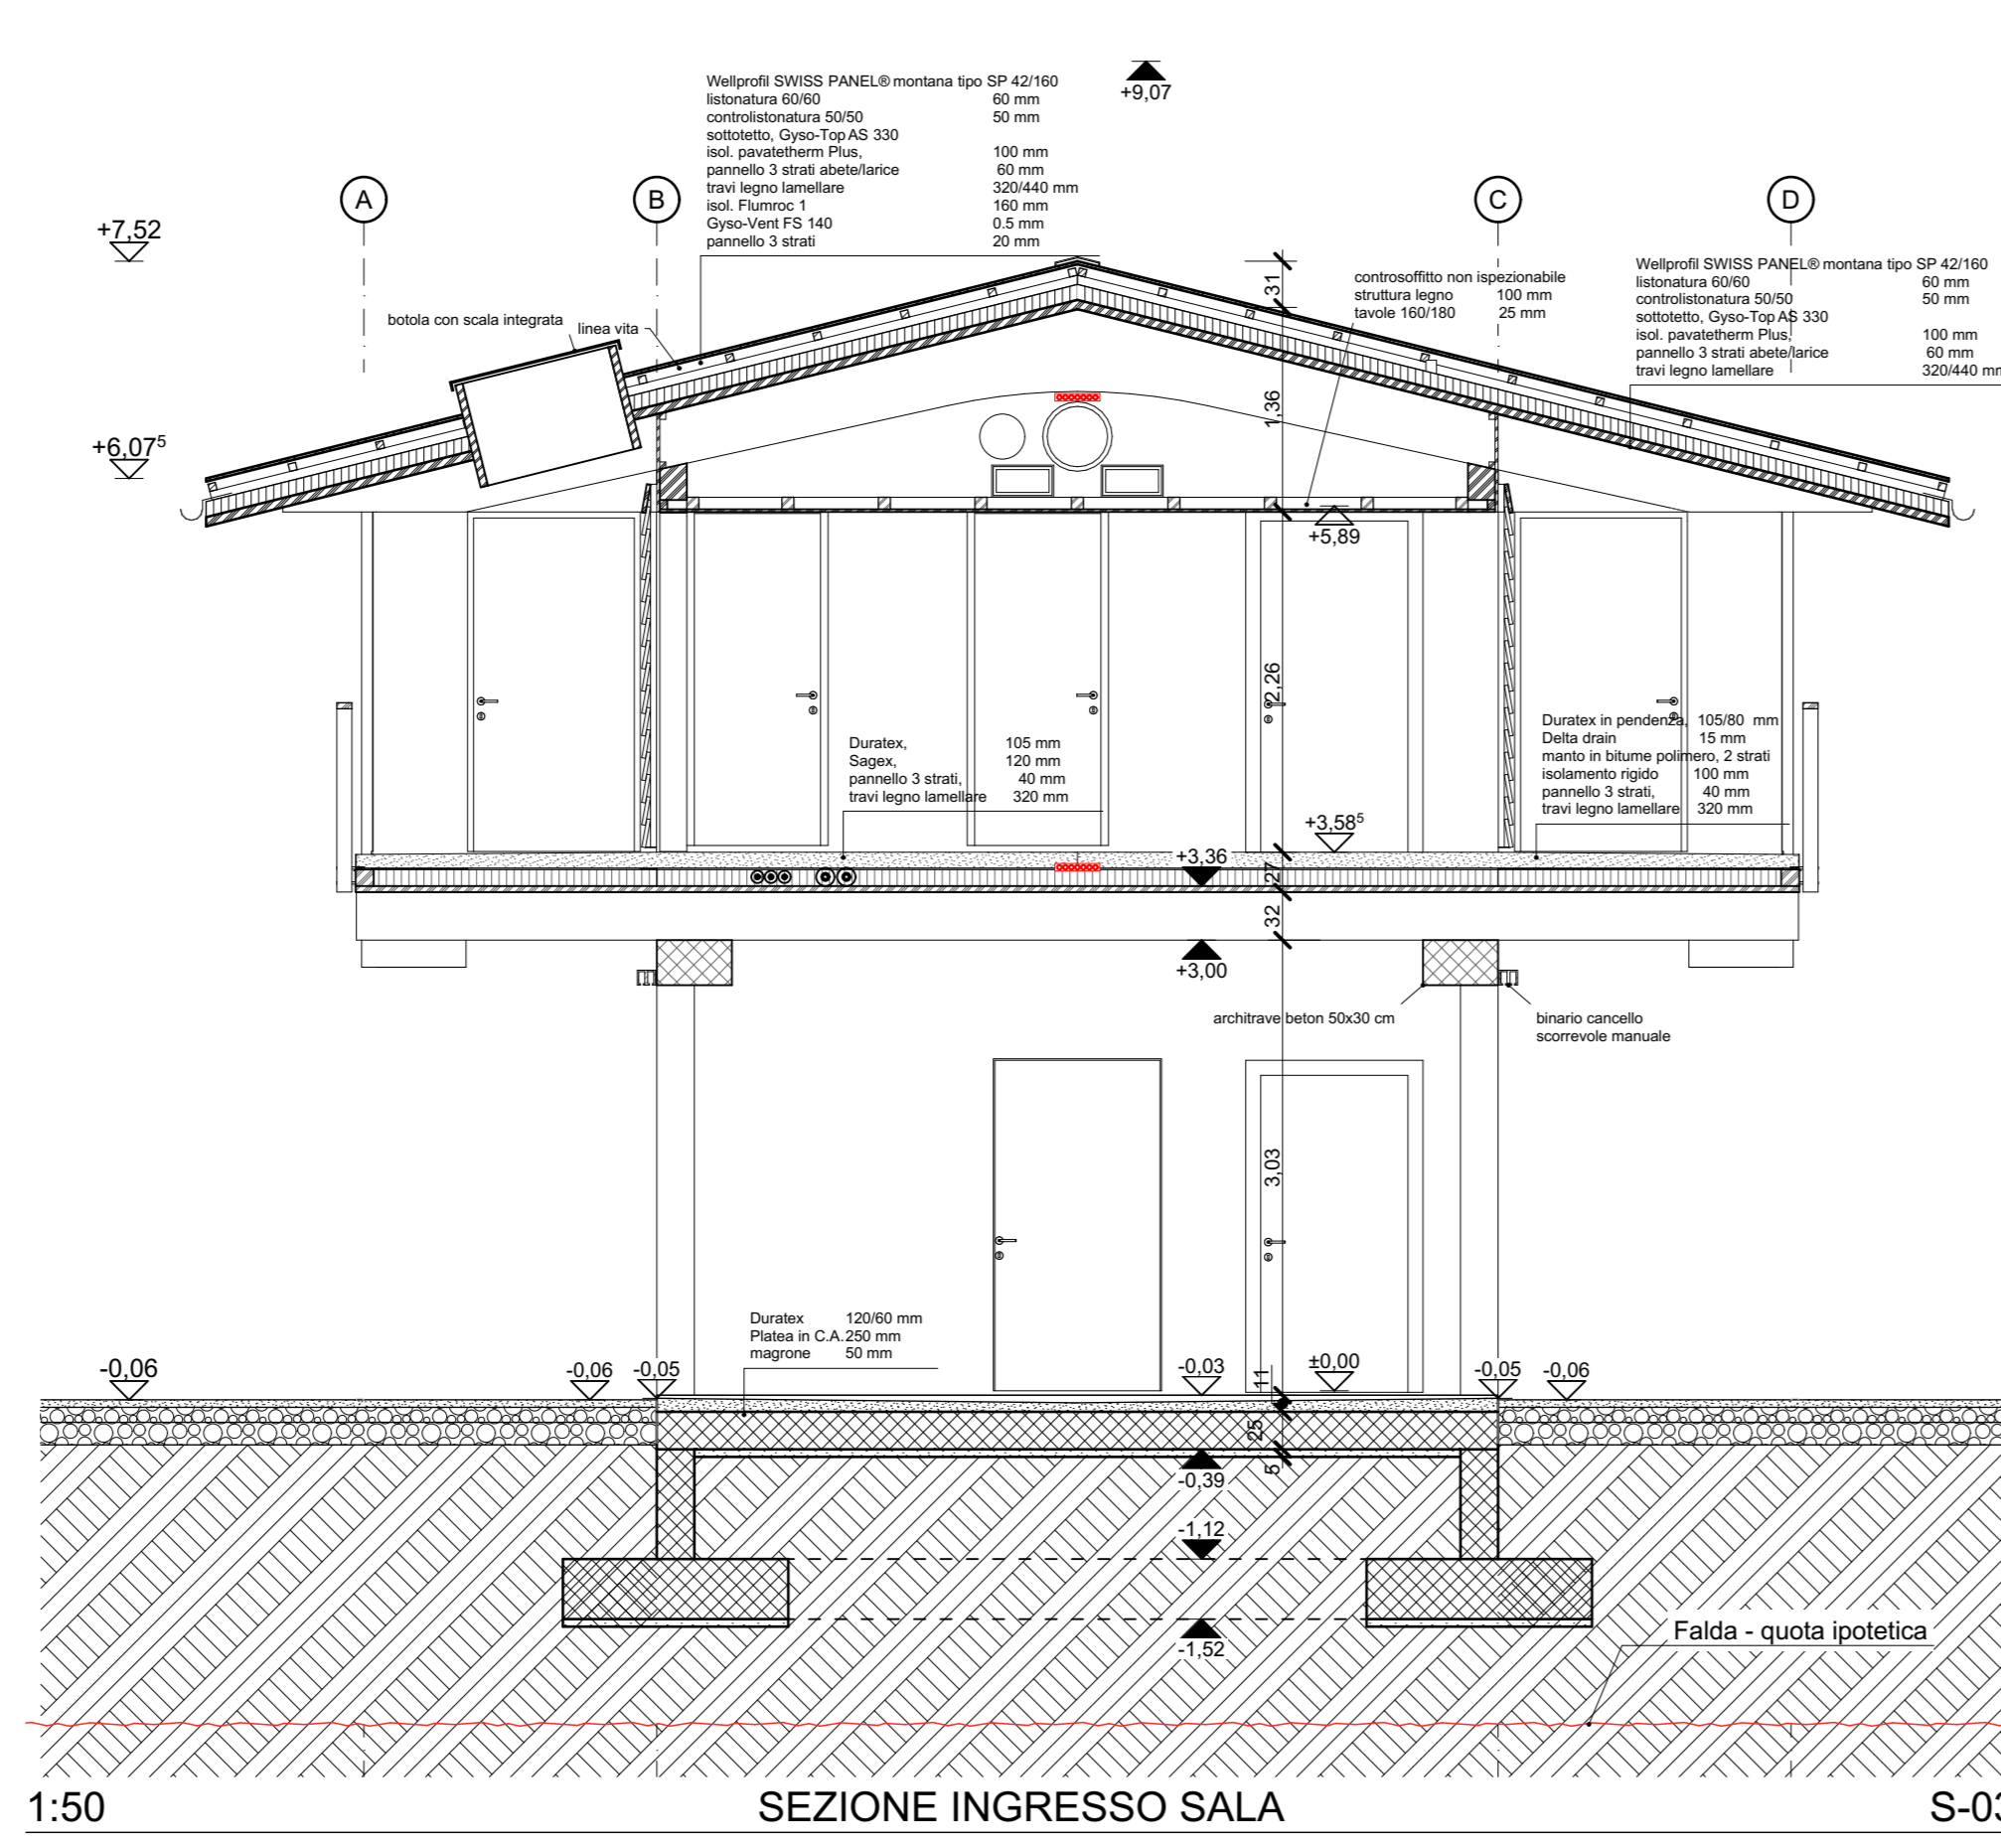 Wellprofil SWISS PANEL® montana tipo SP 42/160
listonatura 60/60 60 mm
controlistonatura 50/50 50 mm
sottotetto, Gyso-Top AS 330
isol. pavatetherm Plus, 100 mm
pannello 3 strati abete/larice 60 mm
travi legno lamellare 320/440 mm
isol. Flumroc 1 160 mm
Gyso-Vent FS 140 0.5 mm
pannello 3 strati 20 mm
+9,07
A
B
C
D
+7,52
Wellprofil SWISS PANEL® montana tipo SP 42/160
listonatura 60/60 60 mm
controlistonatura 50/50 50 mm
sottotetto, Gyso-Top AS 330
isol. pavatetherm Plus, 100 mm
pannello 3 strati abete/larice 60 mm
travi legno lamellare 320/440 mm
controsoffitto non ispezionabile
struttura legno 100 mm
tavole 160/180 25 mm
31
botola con scala integrata
linea vita
1,36
+6,07⁵
+5,89
2,26
Duratex, 105 mm
Sagex, 120 mm
pannello 3 strati, 40 mm
travi legno lamellare 320 mm
Duratex in pendenza, 105/80 mm
Delta drain 15 mm
manto in bitume polimero, 2 strati
isolamento rigido 100 mm
pannello 3 strati, 40 mm
travi legno lamellare 320 mm
+3,58⁵
+3,36
27
32
+3,00
architrave beton 50x30 cm
binario cancello
scorrevole manuale
3,03
Duratex 120/60 mm
Platea in C.A. 250 mm
magrone 50 mm
-0,06
-0,06
-0,05
-0,03
±0,00
-0,05
-0,06
11
25
5
-0,39
-1,12
-1,52
Falda - quota ipotetica
1:50
SEZIONE INGRESSO SALA
S-03